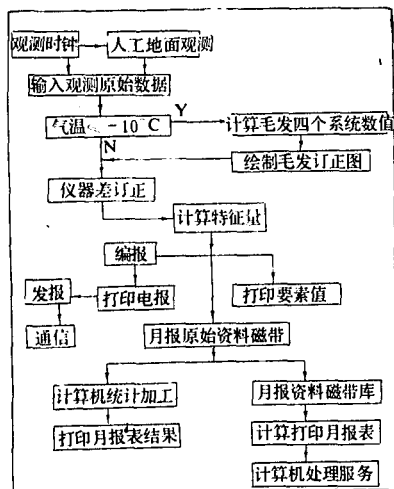 观测时钟 人工地面观测
输入观测原始数据
气温<-10℃ Y 计算毛发四个系统数值
N 绘制毛发订正图
仪器差订正
计算特征量
编报
发报 打印电报 打印要素值
通信 月报原始资料磁带
计算机统计加工 月报资料磁带库
打印月报表结果 计算打印月报表
计算机处理服务